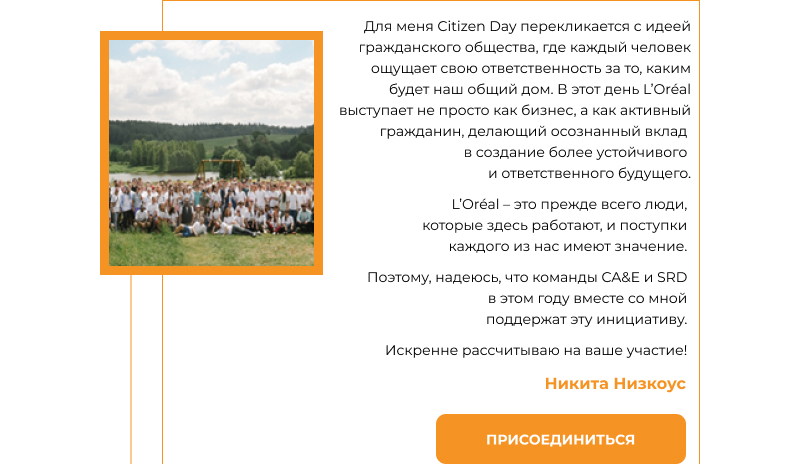 Для меня Citizen Day перекликается с идеей
гражданского общества, где каждый человек
ощущает свою ответственность за то, каким
будет наш общий дом. В этот день L’Oréal
выступает не просто как бизнес, а как активный
гражданин, делающий осознанный вклад
в создание более устойчивого
и ответственного будущего.
L’Oréal – это прежде всего люди,
которые здесь работают, и поступки
каждого из нас имеют значение.
Поэтому, надеюсь, что команды CA&E и SRD
в этом году вместе со мной
поддержат эту инициативу.
Искренне рассчитываю на ваше участие!
Никита Низкоус
ПРИСОЕДИНИТЬСЯ